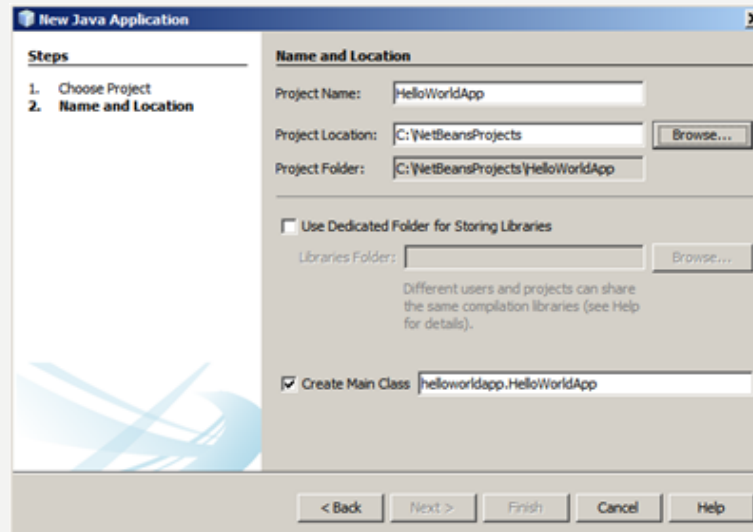 New Java Application
Steps
1. Choose Project
2. Name and Location
Name and Location
Project Name: HelloWorldApp
Project Location: C:\NetBeansProjects Browse...
Project Folder: C:\NetBeansProjects\HelloWorldApp
Use Dedicated Folder for Storing Libraries
Libraries Folder: Browse...
Different users and projects can share
the same compilation libraries (see Help
for details).
Create Main Class helloworldapp.HelloWorldApp
< Back Next > Finish Cancel Help